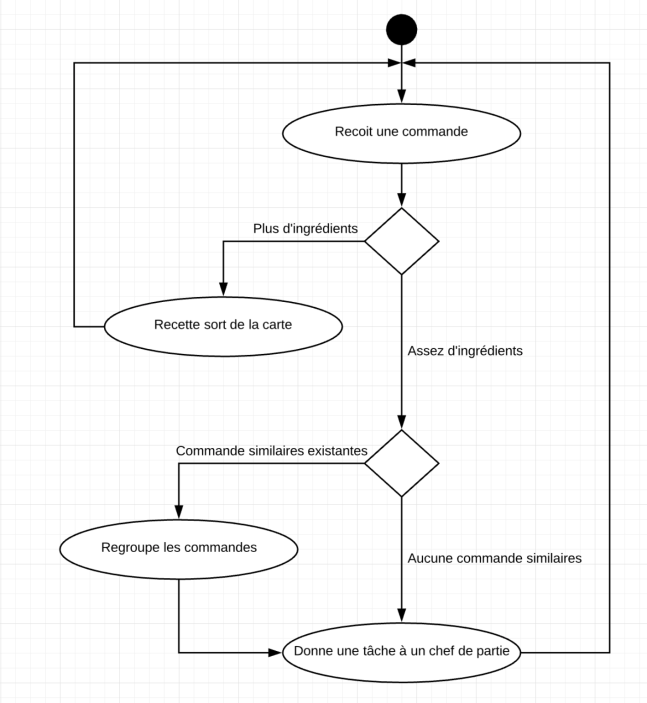 Recoit une commande
Plus d'ingrédients
Recette sort de la carte
Assez d'ingrédients
Commande similaires existantes
Regroupe les commandes
Aucune commande similaires
Donne une tâche à un chef de partie